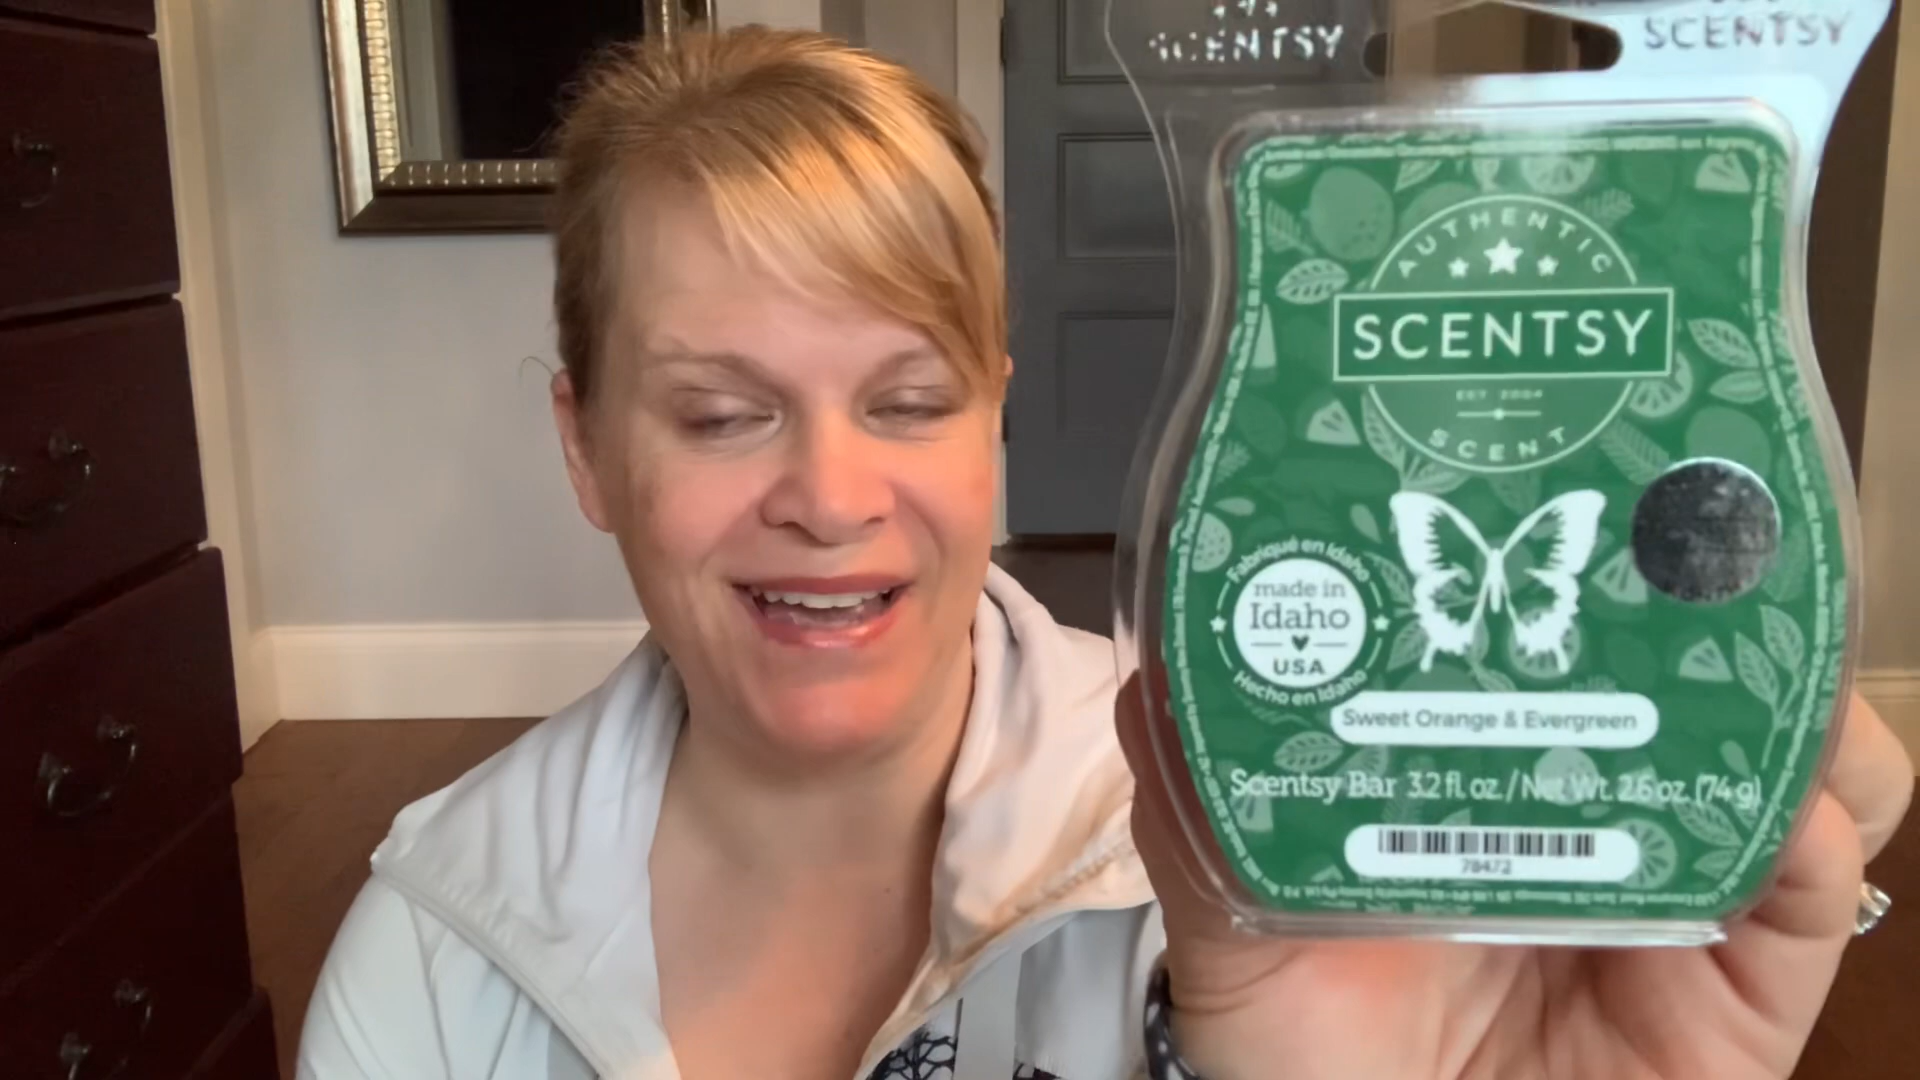 SCENTSY
SCENTSY
AUTHENTIC
SCENTSY
EST 2004
SCENT
Fabriqué en Idaho
made in
Idaho
USA
Hecho en Idaho
Sweet Orange & Evergreen
Scentsy Bar 3.2 fl. oz. / Net Wt. 2.6 oz. (74 g)
78472